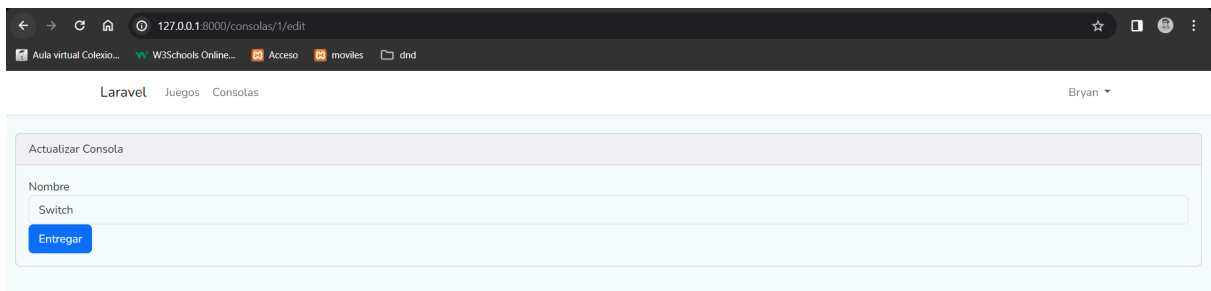 127.0.0.1:8000/consolas/1/edit
Aula virtual Colexio... W3Schools Online... Acceso moviles dnd
Laravel Juegos Consolas Bryan
Actualizar Consola
Nombre
Switch
Entregar